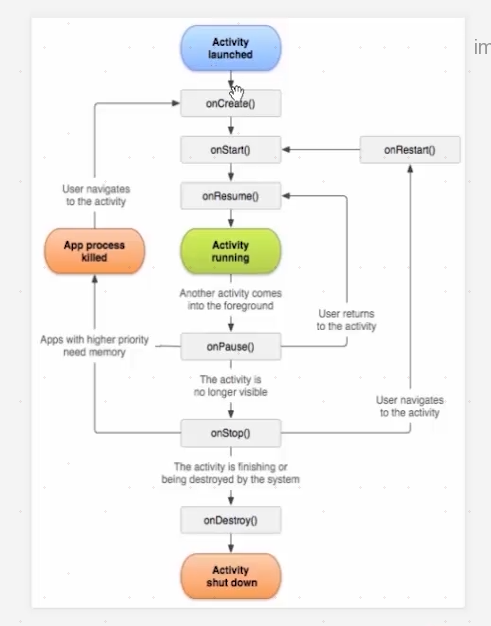 Activity
launched
im
onCreate()
onStart()
onRestart()
onResume()
User navigates
to the activity
App process
killed
Activity
running
Another activity comes
into the foreground
User returns
to the activity
Apps with higher priority
need memory
onPause()
The activity is
no longer visible
User navigates
to the activity
onStop()
The activity is finishing or
being destroyed by the system
onDestroy()
Activity
shut down